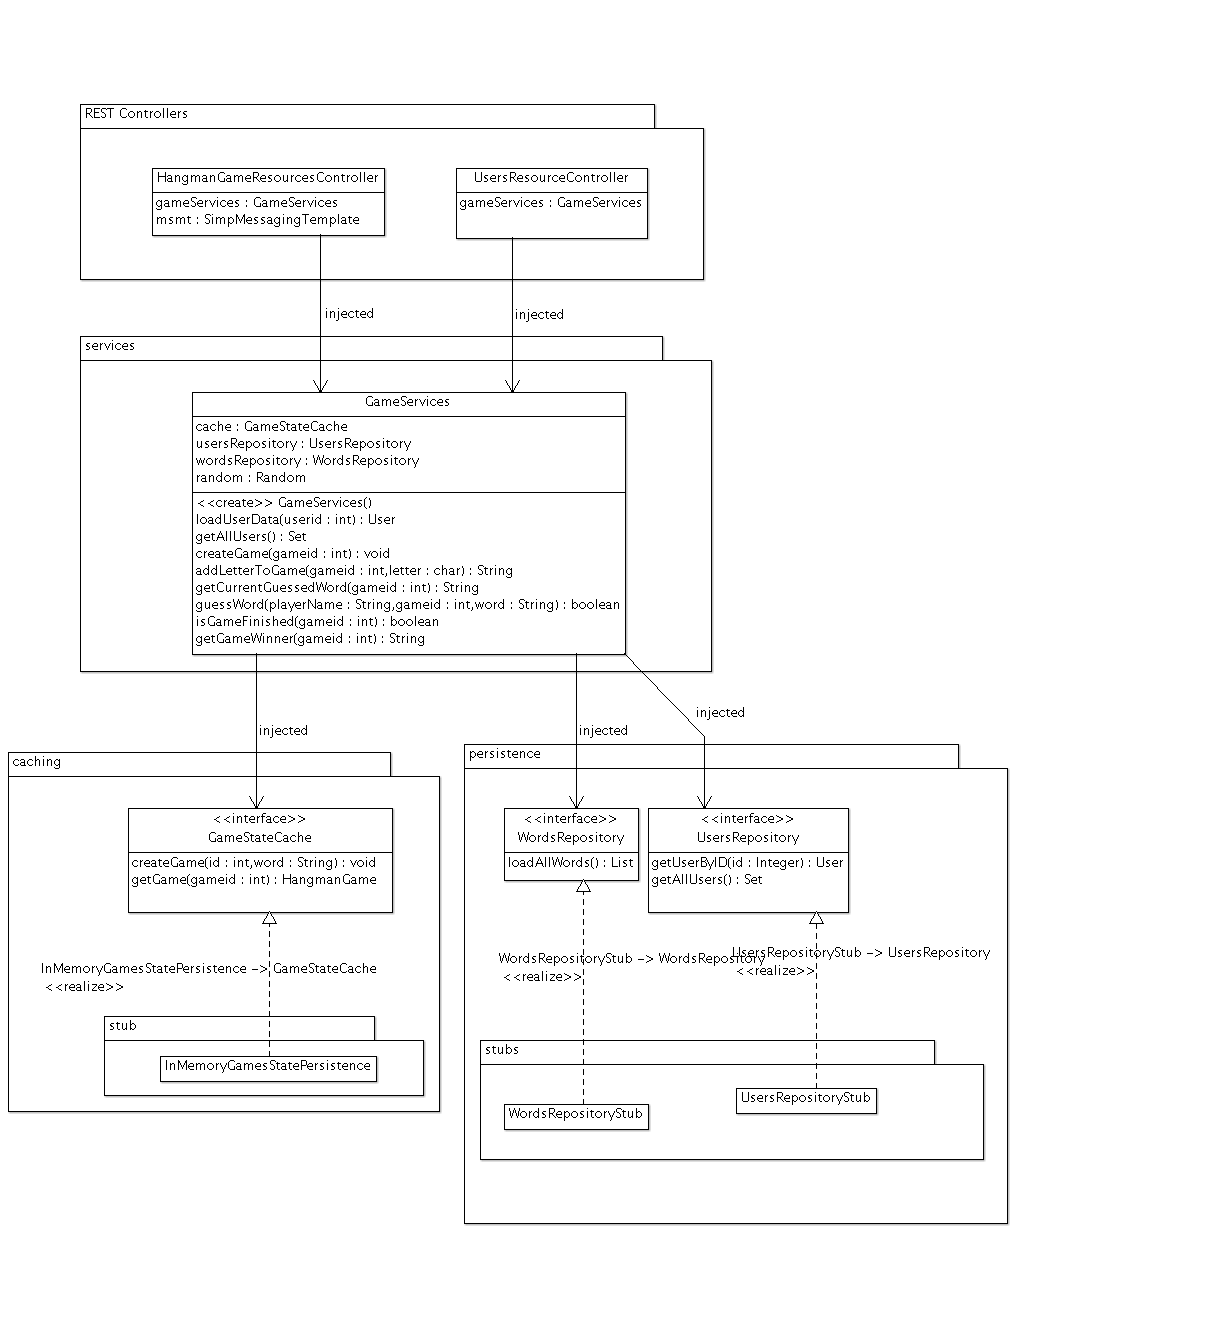 REST Controllers
HangmanGameResourcesController
gameServices : GameServices
msmt : SimpMessagingTemplate
UsersResourceController
gameServices : GameServices
injected
injected
services
GameServices
cache : GameStateCache
usersRepository : UsersRepository
wordsRepository : WordsRepository
random : Random
<<create>> GameServices()
loadUserData(userid : int) : User
getAllUsers() : Set
createGame(gameid : int) : void
addLetterToGame(gameid : int,letter : char) : String
getCurrentGuessedWord(gameid : int) : String
guessWord(playerName : String,gameid : int,word : String) : boolean
isGameFinished(gameid : int) : boolean
getGameWinner(gameid : int) : String
injected
injected
injected
caching
<<interface>>
GameStateCache
createGame(id : int,word : String) : void
getGame(gameid : int) : HangmanGame
InMemoryGamesStatePersistence -> GameStateCache
<<realize>>
stub
InMemoryGamesStatePersistence
persistence
<<interface>>
WordsRepository
loadAllWords() : List
<<interface>>
UsersRepository
getUserByID(id : Integer) : User
getAllUsers() : Set
WordsRepositoryStub -> WordsRepository
<<realize>>
UsersRepositoryStub -> UsersRepository
<<realize>>
stubs
WordsRepositoryStub
UsersRepositoryStub